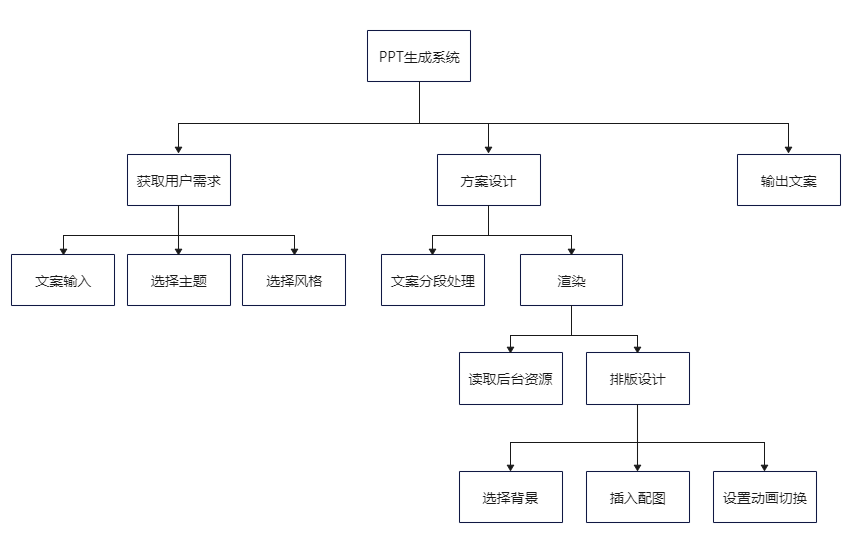 PPT生成系统
获取用户需求
方案设计
输出文案
文案输入
选择主题
选择风格
文案分段处理
渲染
读取后台资源
排版设计
选择背景
插入配图
设置动画切换